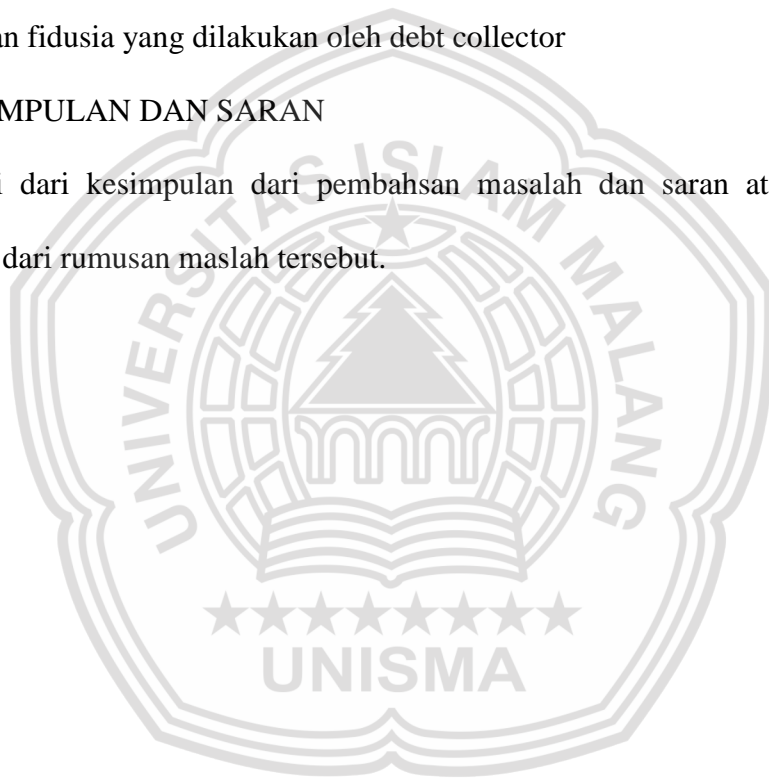 an fidusia yang dilakukan oleh debt collector
MPULAN DAN SARAN
i dari kesimpulan dari pembahsan masalah dan saran at
dari rumusan maslah tersebut.
UNIVERSITAS ISLAM MALANG
UNISMA